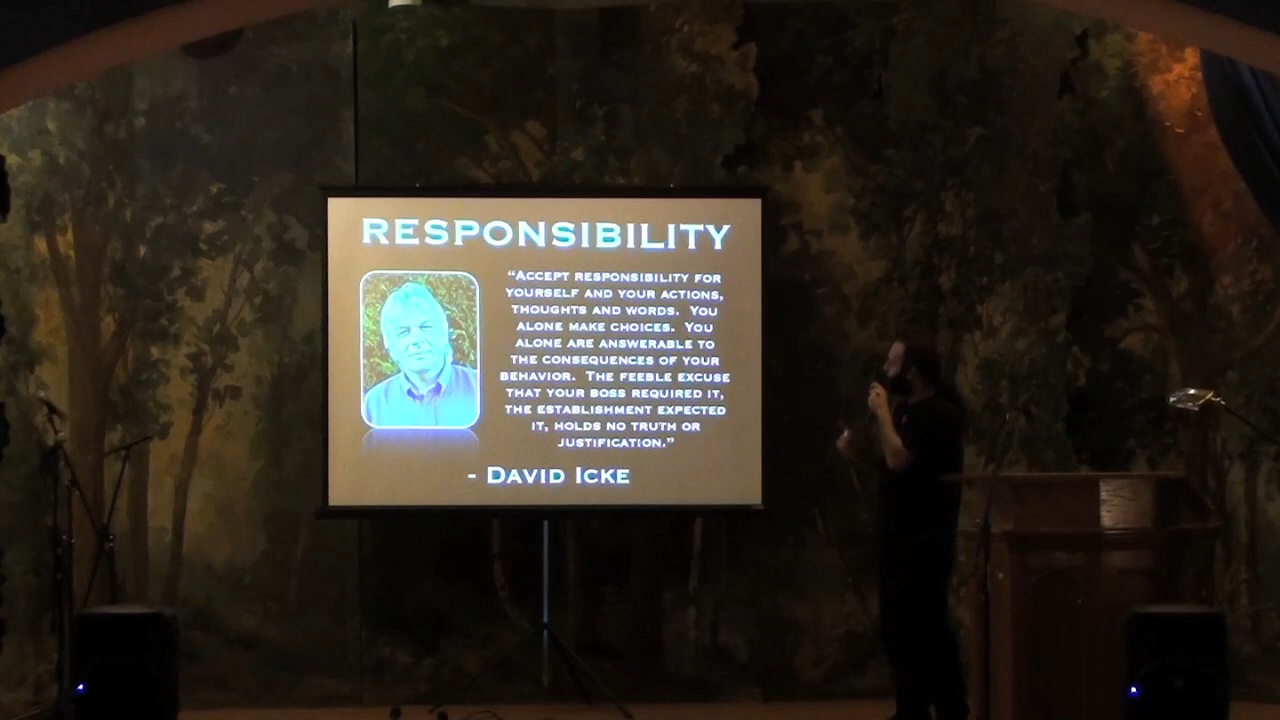 RESPONSIBILITY
“ACCEPT RESPONSIBILITY FOR
YOURSELF AND YOUR ACTIONS,
THOUGHTS AND WORDS. YOU
ALONE MAKE CHOICES. YOU
ALONE ARE ANSWERABLE TO
THE CONSEQUENCES OF YOUR
BEHAVIOR. THE FEEBLE EXCUSE
THAT YOUR BOSS REQUIRED IT,
THE ESTABLISHMENT EXPECTED
IT, HOLDS NO TRUTH OR
JUSTIFICATION.”
- DAVID ICKE